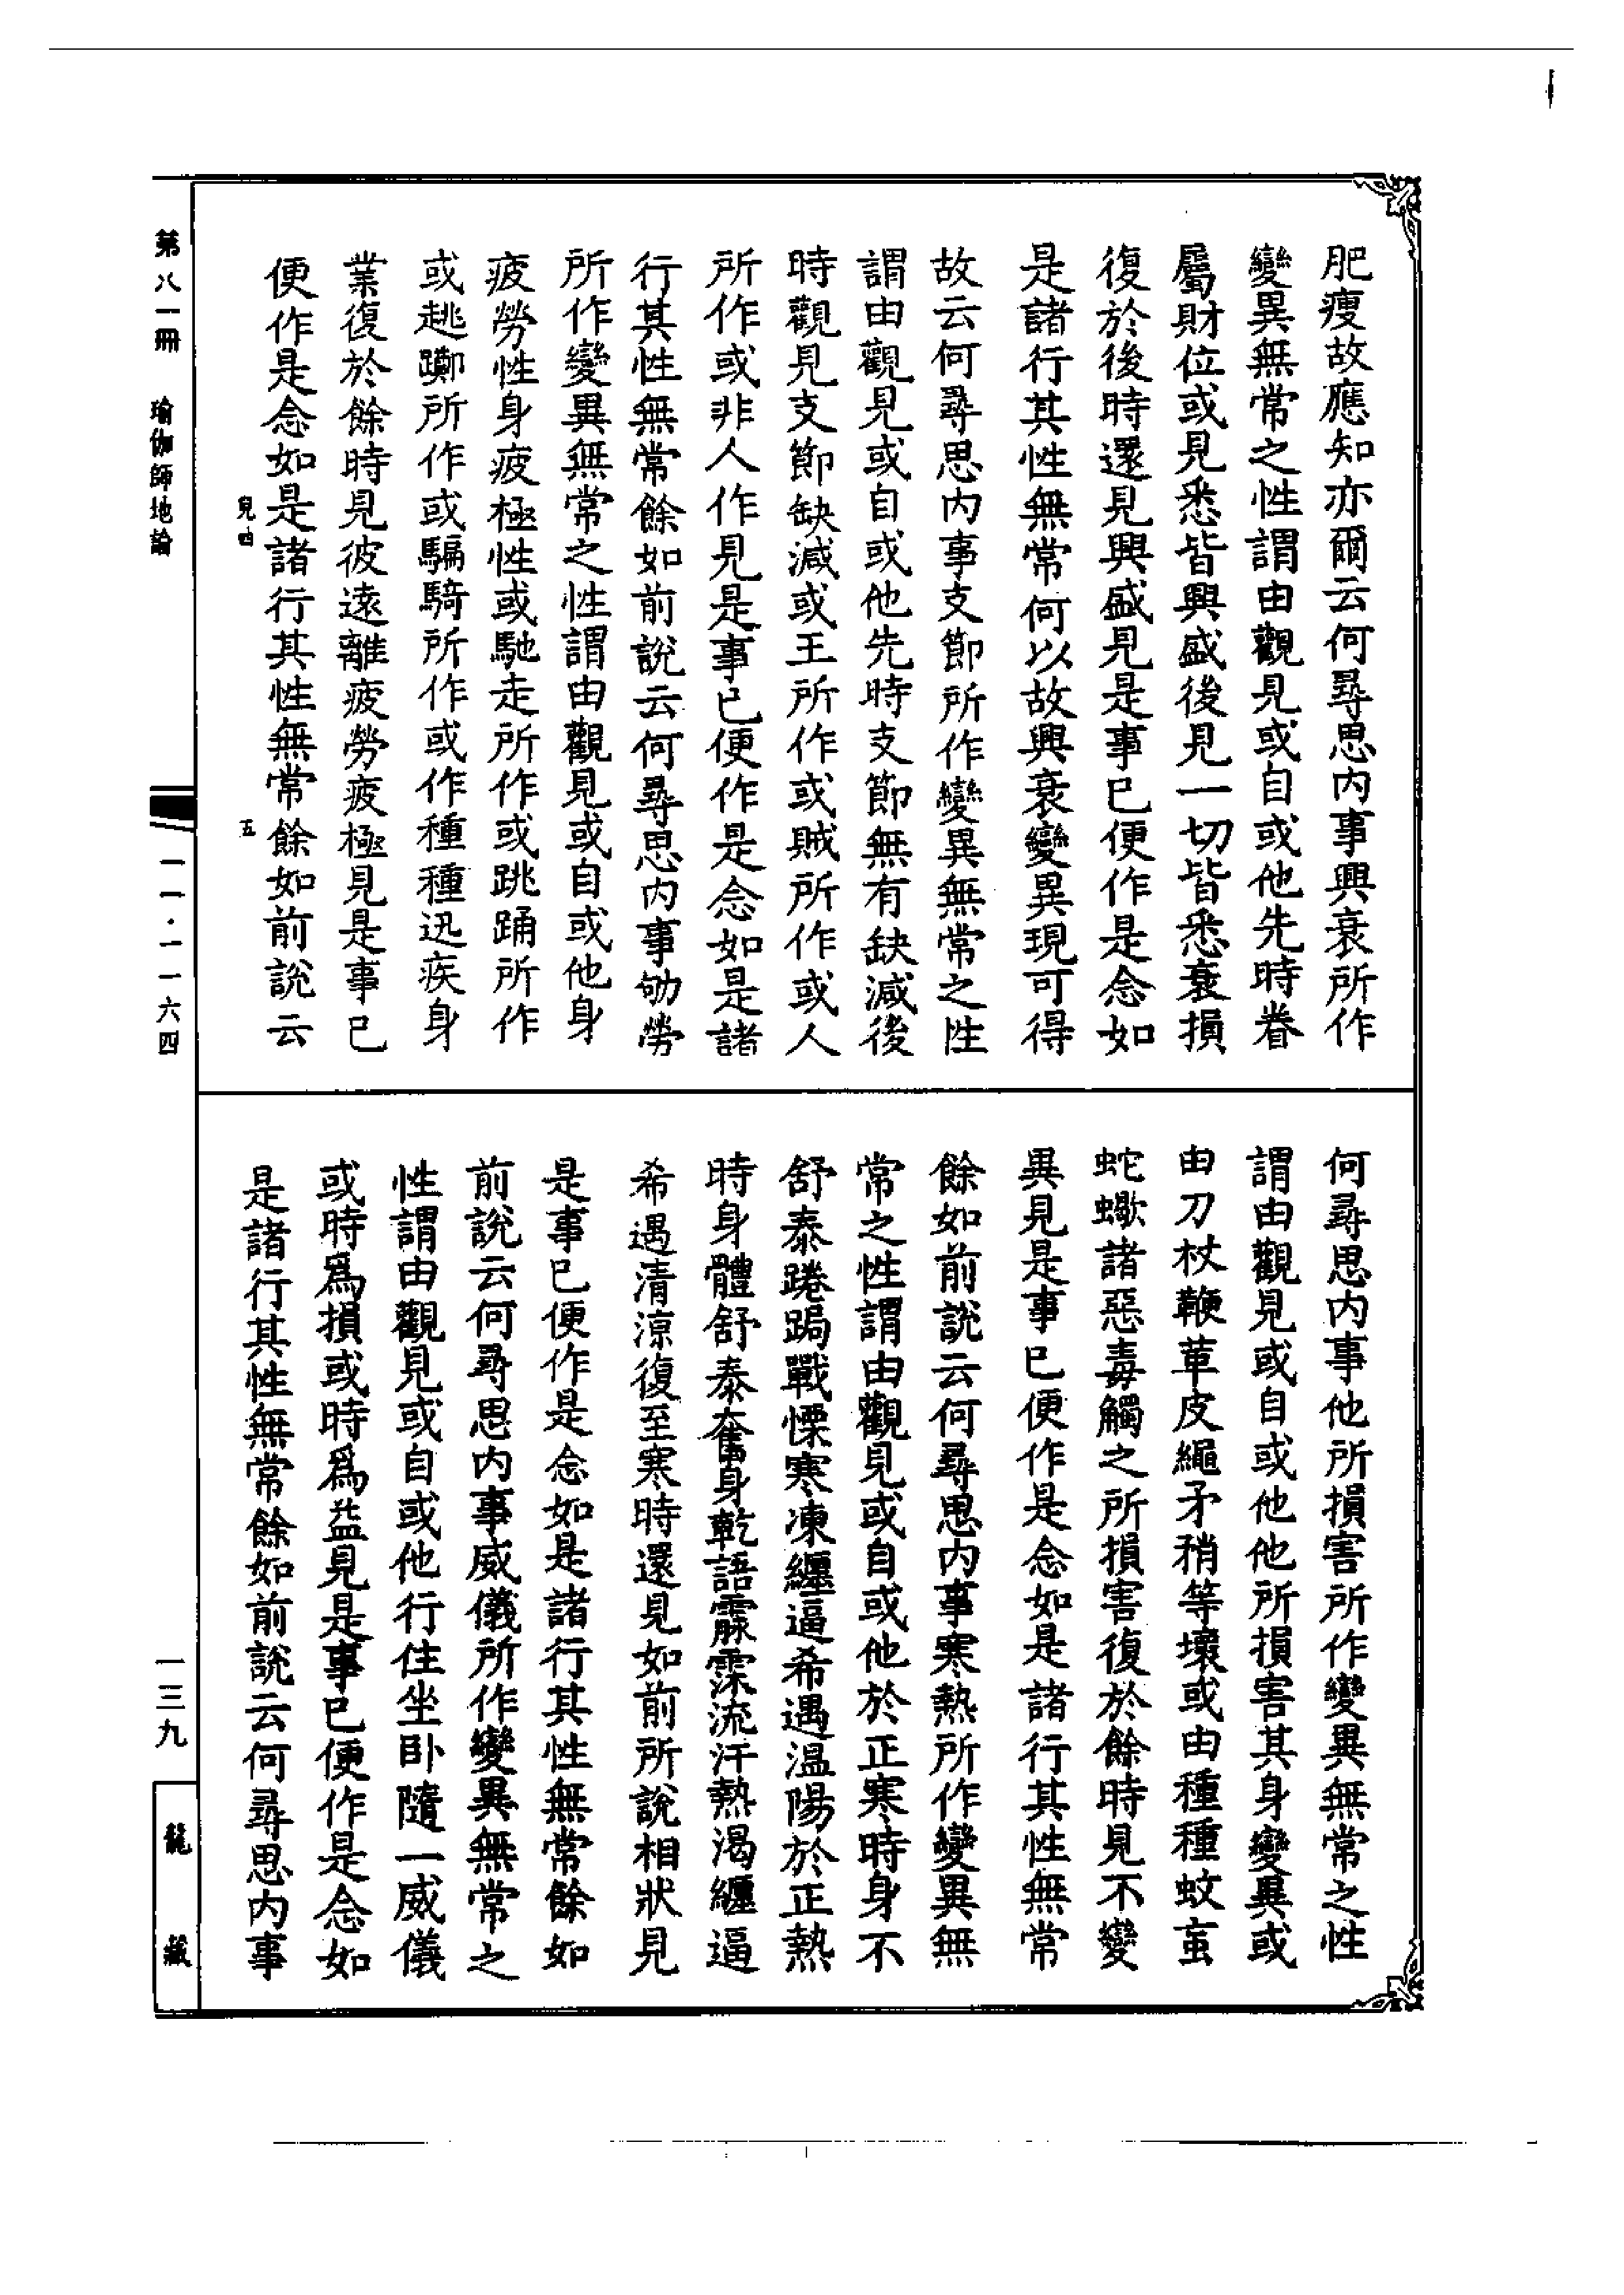 肥瘦故應知亦爾云何尋思内事興衰所作
變異無常之性謂由觀見或自或他先時眷
屬財位或見悉皆興盛後見一切皆悉衰損
復於後時還見興盛見是事已便作是念如
是諸行其性無常何以故興衰變異現可得
故云何尋思内事支節所作變異無常之性
謂由觀見或自或他先時支節無有缺減後
時觀見支節缺減或王所作或賊所作或人
所作或非人作見是事已便作是念如是諸
行其性無常餘如前說云何尋思内事劬勞
所作變異無常之性謂由觀見或自或他身
疲勞性身疲極性或馳走所作或跳踊所作
或趒躑所作或騙騎所作或作種種迅疾身
業復於餘時見彼遠離疲勞疲極見是事已
便作是念如是諸行其性無常餘如前說云
五
何尋思内事他所損害所作變異無常之性
謂由觀見或自或他他所損害其身變異或
由刀杖鞭革皮繩矛矟等壞或由種種蚊䖟
蛇蠍諸惡毒觸之所損害復於餘時見不變
異見是事已便作是念如是諸行其性無常
餘如前說云何尋思内事寒熱所作變異無
常之性謂由觀見或自或他於正寒時身不
舒泰踡跼戰慄寒凍纏逼希遇溫陽於正熱
時身體舒泰奮身乾語霡霂流汗熱渴纏逼
希遇清涼復至寒時還見如前所說相狀見
是事已便作是念如是諸行其性無常餘如
前說云何尋思内事威儀所作變異無常之
性謂由觀見或自或他行住坐卧隨一威儀
或時爲損或時爲益見是事已便作是念如
是諸行其性無常餘如前說云何尋思内事
第八一冊 瑜伽師地論
一一·一一六四
一三九
龍藏